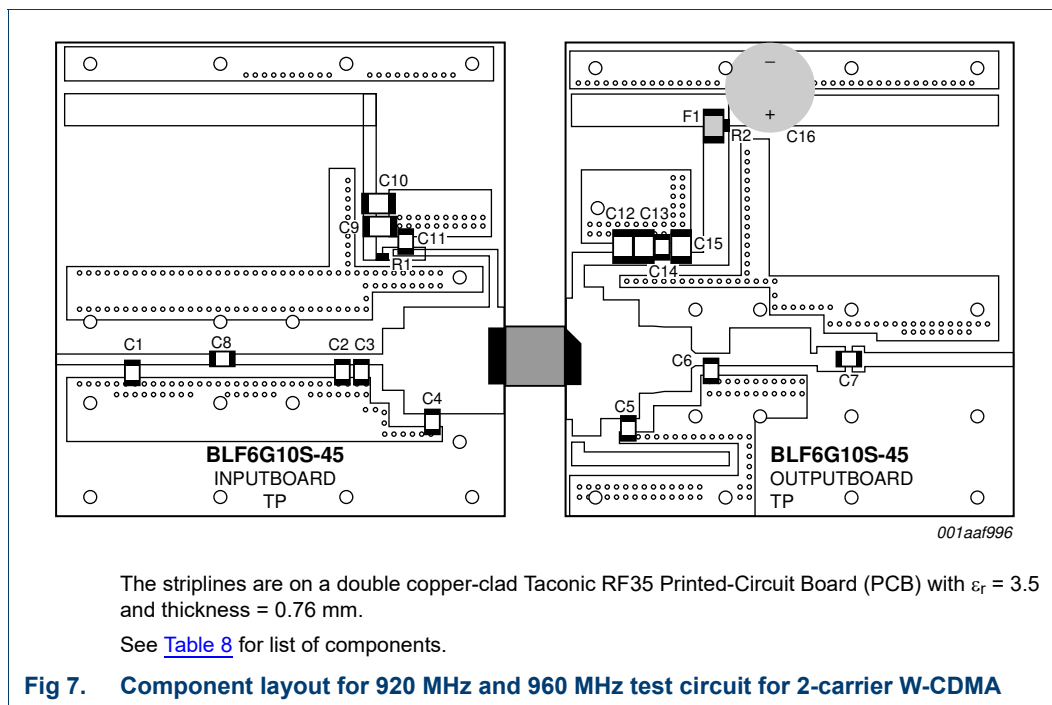 C10
C9
C11
R1
C1
C8
C2 C3
C4
BLF6G10S-45
INPUTBOARD
TP
–
+
F1
R2
C16
C12 C13
C15
C14
C6
C7
C5
BLF6G10S-45
OUTPUTBOARD
TP
001aaf996
The striplines are on a double copper-clad Taconic RF35 Printed-Circuit Board (PCB) with εr = 3.5
and thickness = 0.76 mm.
See Table 8 for list of components.
Fig 7. Component layout for 920 MHz and 960 MHz test circuit for 2-carrier W-CDMA